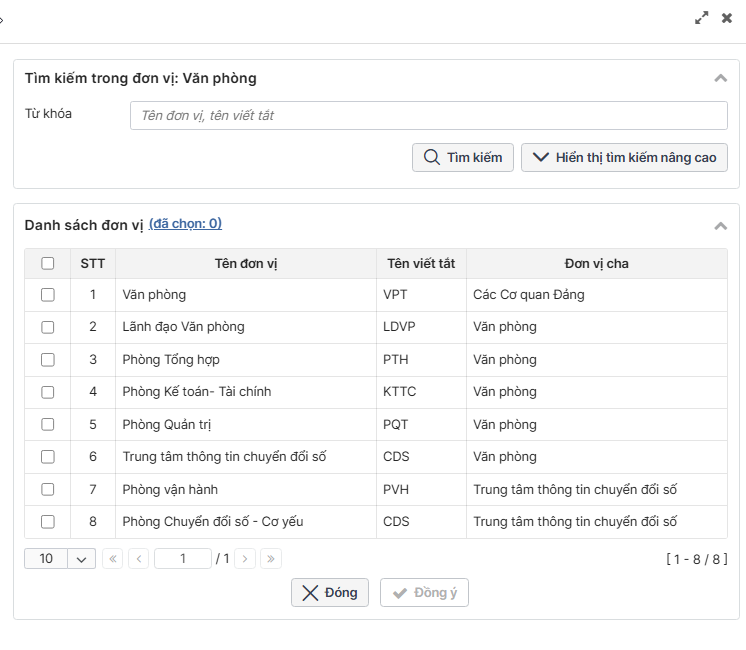 Tìm kiếm trong đơn vị: Văn phòng
Từ khóa Tên đơn vị, tên viết tắt
Tìm kiếm Hiển thị tìm kiếm nâng cao
Danh sách đơn vị (đã chọn: 0)
STT Tên đơn vị Tên viết tắt Đơn vị cha
1 Văn phòng VPT Các Cơ quan Đảng
2 Lãnh đạo Văn phòng LDVP Văn phòng
3 Phòng Tổng hợp PTH Văn phòng
4 Phòng Kế toán- Tài chính KTTC Văn phòng
5 Phòng Quản trị PQT Văn phòng
6 Trung tâm thông tin chuyển đổi số CDS Văn phòng
7 Phòng vận hành PVH Trung tâm thông tin chuyển đổi số
8 Phòng Chuyển đổi số - Cơ yếu CDS Trung tâm thông tin chuyển đổi số
10 « ‹ 1 / 1 › » [ 1 - 8 / 8 ]
Đóng Đồng ý